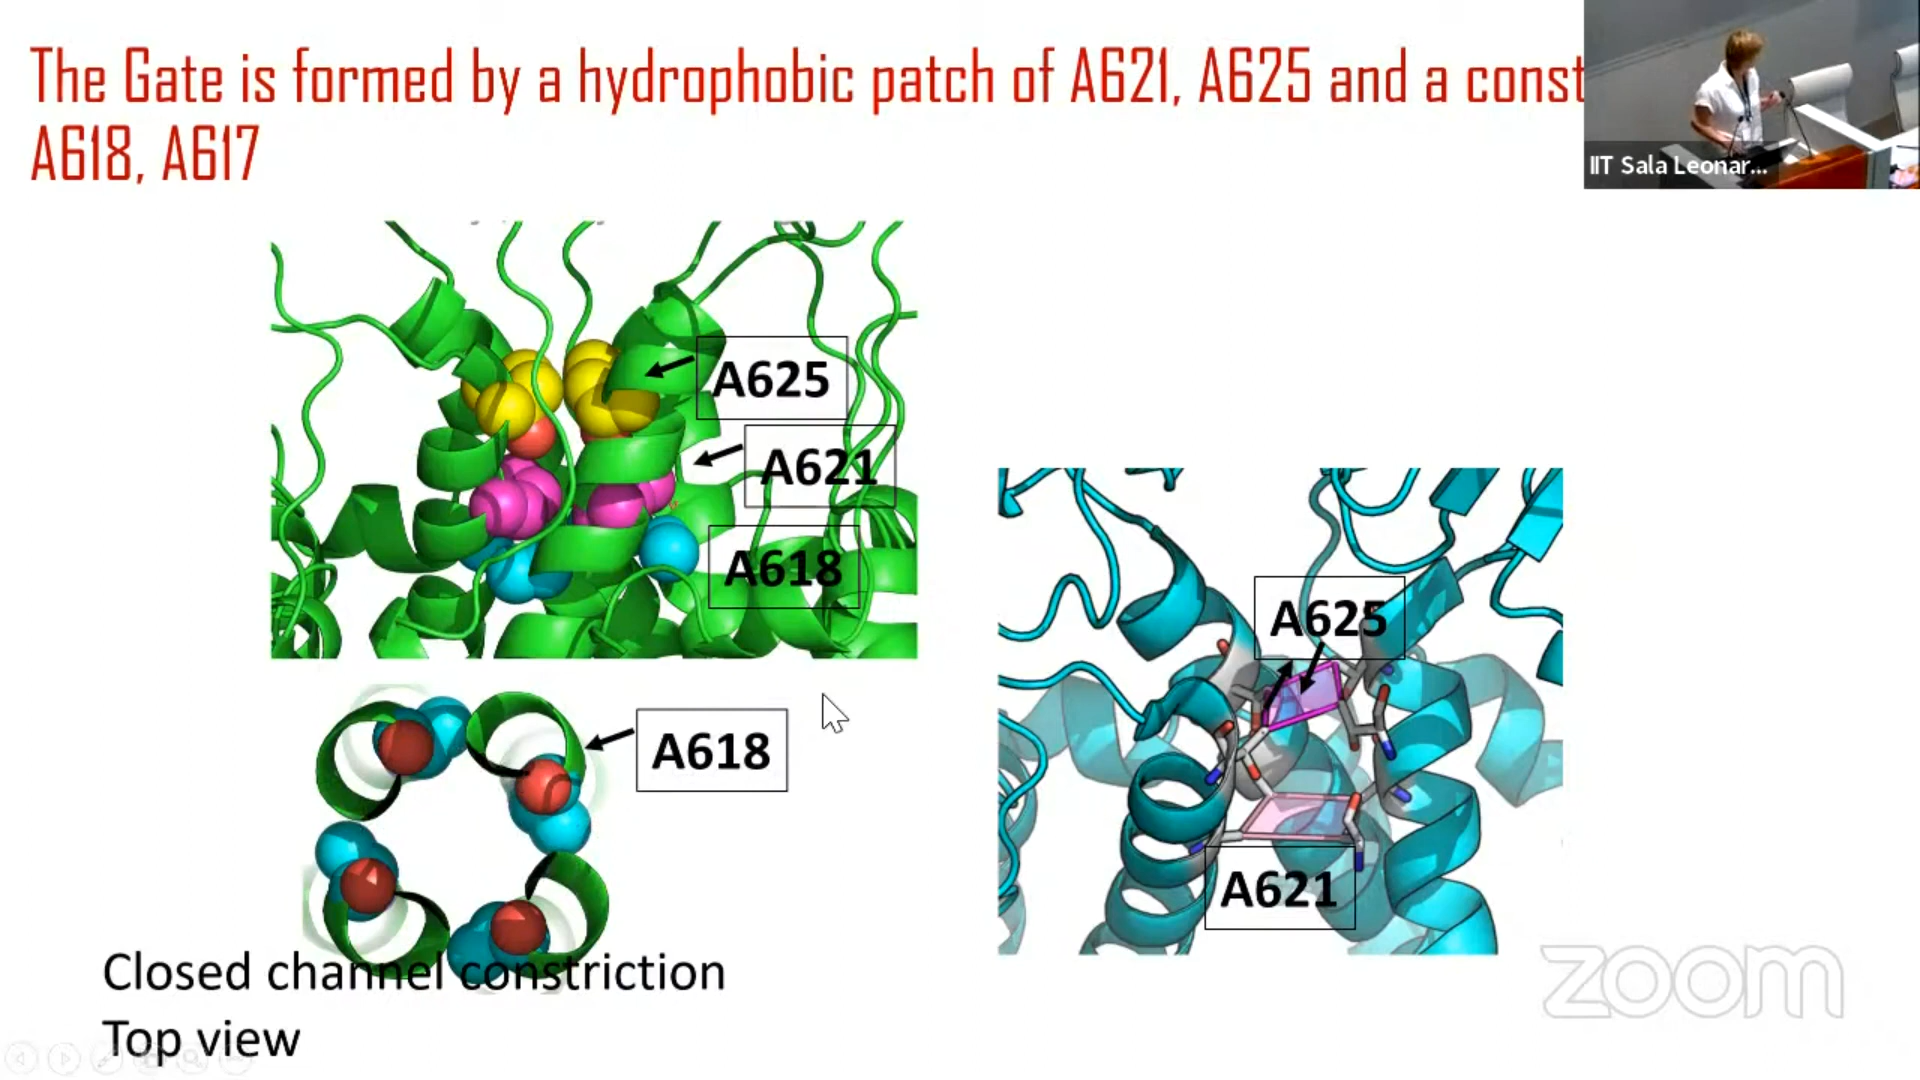 The Gate is formed by a hydrophobic patch of A621, A625 and a const
A618, A617
IIT Sala Leonar...
A625
A621
A618
A618
A625
A621
Closed channel constriction
Top view
zoom